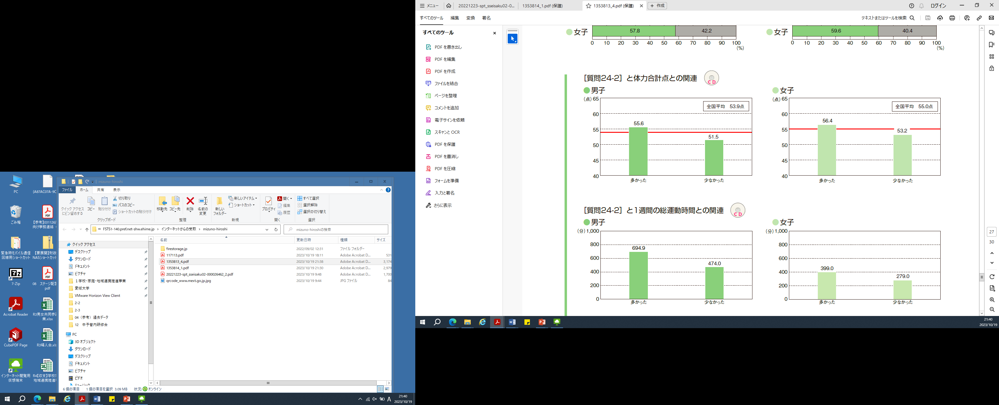 PC
{A87AC07A-9C
ごみ箱
【参考】031126
向け事務連絡
緊急時モバイル通信
回線用ショートカット
【要展開】財政
NASショートカット
7-Zip
08 ステージ配置
pdf
Acrobat Reader
R3男女共同参画
業.xlsx
CubePDF Page
R3婦人会.xls
インターネット閲覧用
仮想端末
R4【収支】学校
地域連携推進
mizuno-hiroshi
ファイル ホーム 共有 表示
クイック アクセス
にピン留めする
コピー
貼り付け
切り取り
パスのコピー
ショートカットの貼り付け
クリップボード
移動先
コピー先
削除
名前の
変更
整理
新しい
フォルダー
新しいアイテム
ショートカット
新規
プロパティ
開く
編集
履歴
開く
すべて選択
選択解除
選択の切り替え
選択
« FSTS1-140.pref.net-shw.ehime.jp › インターネットからの受取 › mizuno-hiroshi
mizuno-hiroshiの検索
クイック アクセス
デスクトップ
ダウンロード
ドキュメント
ピクチャ
１学校・家庭・地域連携推進事業
愛媛大学
VMware Horizon View Client
2-2
2-3
04（参考）過去データ
12 中予管内研修会
PC
3D オブジェクト
ダウンロード
デスクトップ
ドキュメント
ピクチャ
ビデオ
ミュージック
名前 更新日時 種類 サイズ
firestorage.jp 2022/09/02 12:31 ファイル フォルダー
117113.pdf 2023/10/19 18:11 Adobe Acrobat D... 531
1353813_4.pdf 2023/10/19 21:38 Adobe Acrobat D... 3,174
1353814_1.pdf 2023/10/19 21:30 Adobe Acrobat D... 2,979
20221223-spt_sseisaku02-000026462_2.pdf 2023/10/19 9:48 Adobe Acrobat D... 1,700
qrcode_www.mext.go.jp.jpg 2023/10/19 9:44 JPG ファイル 84
6 個の項目 1 個の項目を選択 3.09 MB 状況: オンライン
A
21:40
2023/10/19
メニュー 20221223-spt_sseisaku02-0... 1353814_1.pdf (保護) 1353813_4.pdf (保護) × + 作成 ログイン
すべてのツール 編集 変換 署名 テキストまたはツールを検索
すべてのツール
PDF を書き出し
PDF を編集
PDF を作成
ファイルを結合
ページを整理
コメントを追加
電子サインを依頼
スキャンと OCR
PDF を保護
PDF を墨消し
PDF を圧縮
フォームを準備
入力と署名
さらに表示
女子 57.8 42.2
0 10 20 30 40 50 60 70 80 90 100
(%)
女子 59.6 40.4
0 10 20 30 40 50 60 70 80 90 100
(%)
［質問24-2］と体力合計点との関連 CD
男子
(点) 65
60
55
50
45
40
全国平均 53.9点
55.6
51.5
多かった 少なかった
女子
(点) 65
60
55
50
45
40
全国平均 55.0点
56.4
53.2
多かった 少なかった
［質問24-2］と1週間の総運動時間との関連 CD
男子
(分) 1,000
800
600
400
200
0
694.9
474.0
多かった 少なかった
女子
(分) 1,000
800
600
400
200
0
399.0
279.0
多かった 少なかった
27
30
21:40
2023/10/19